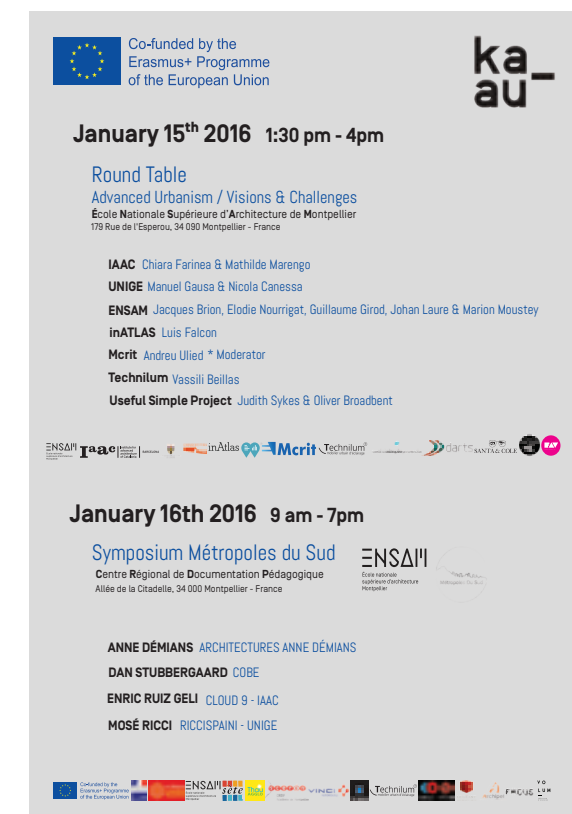 Co-funded by the
Erasmus+ Programme
of the European Union
ka_
au
January 15th 2016 1:30 pm - 4pm
Round Table
Advanced Urbanism / Visions & Challenges
École Nationale Supérieure d'Architecture de Montpellier
179 Rue de l'Esperou, 34 090 Montpellier - France
IAAC Chiara Farinea & Mathilde Marengo
UNIGE Manuel Gausa & Nicola Canessa
ENSAM Jacques Brion, Elodie Nourrigat, Guillaume Girod, Johan Laure & Marion Moustey
inATLAS Luis Falcon
Mcrit Andreu Ulied * Moderator
Technilum Vassili Beillas
Useful Simple Project Judith Sykes & Oliver Broadbent
ENSAM Iaac inAtlas Mcrit Technilum darts SANTA & COLE
January 16th 2016 9 am - 7pm
Symposium Métropoles du Sud
Centre Régional de Documentation Pédagogique
Allée de la Citadelle, 34 000 Montpellier - France
ENSAM
École nationale
supérieure d'architecture
Montpellier
ANNE DÉMIANS ARCHITECTURES ANNE DÉMIANS
DAN STUBBERGAARD COBE
ENRIC RUIZ GELI CLOUD 9 - IAAC
MOSÉ RICCI RICCISPAINI - UNIGE
Co-funded by the
Erasmus+ Programme
of the European Union
ENSAM sete Thau VINCI Technilum VOLUM